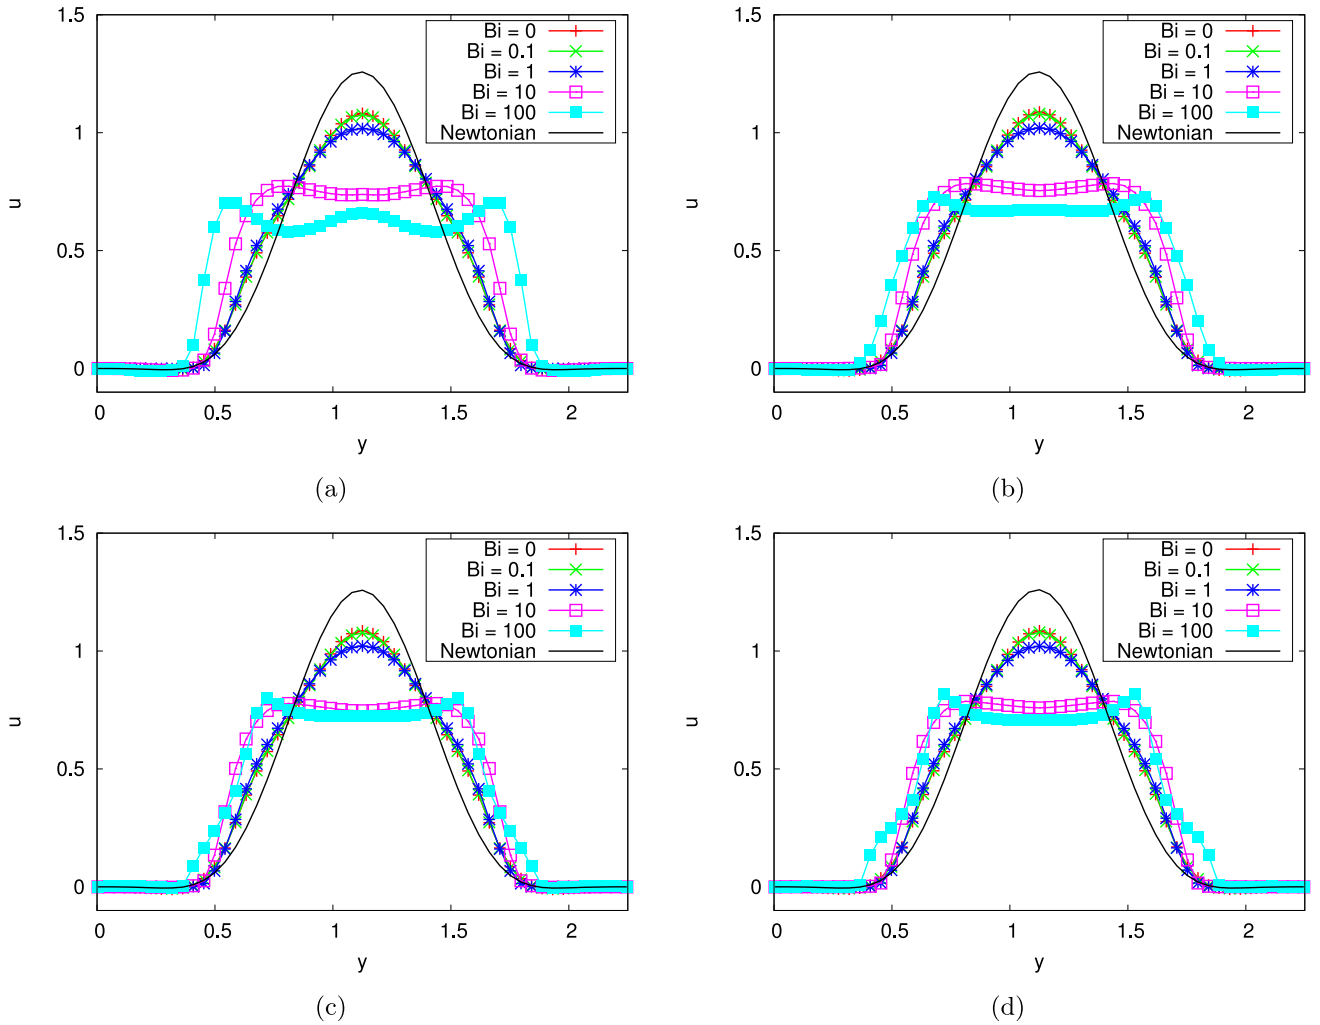 1.5
1
0.5
0
u
Bi = 0
Bi = 0.1
Bi = 1
Bi = 10
Bi = 100
Newtonian
0 0.5 1 1.5 2
y
(a)
1.5
1
0.5
0
u
Bi = 0
Bi = 0.1
Bi = 1
Bi = 10
Bi = 100
Newtonian
0 0.5 1 1.5 2
y
(b)
1.5
1
0.5
0
u
Bi = 0
Bi = 0.1
Bi = 1
Bi = 10
Bi = 100
Newtonian
0 0.5 1 1.5 2
y
(c)
1.5
1
0.5
0
u
Bi = 0
Bi = 0.1
Bi = 1
Bi = 10
Bi = 100
Newtonian
0 0.5 1 1.5 2
y
(d)